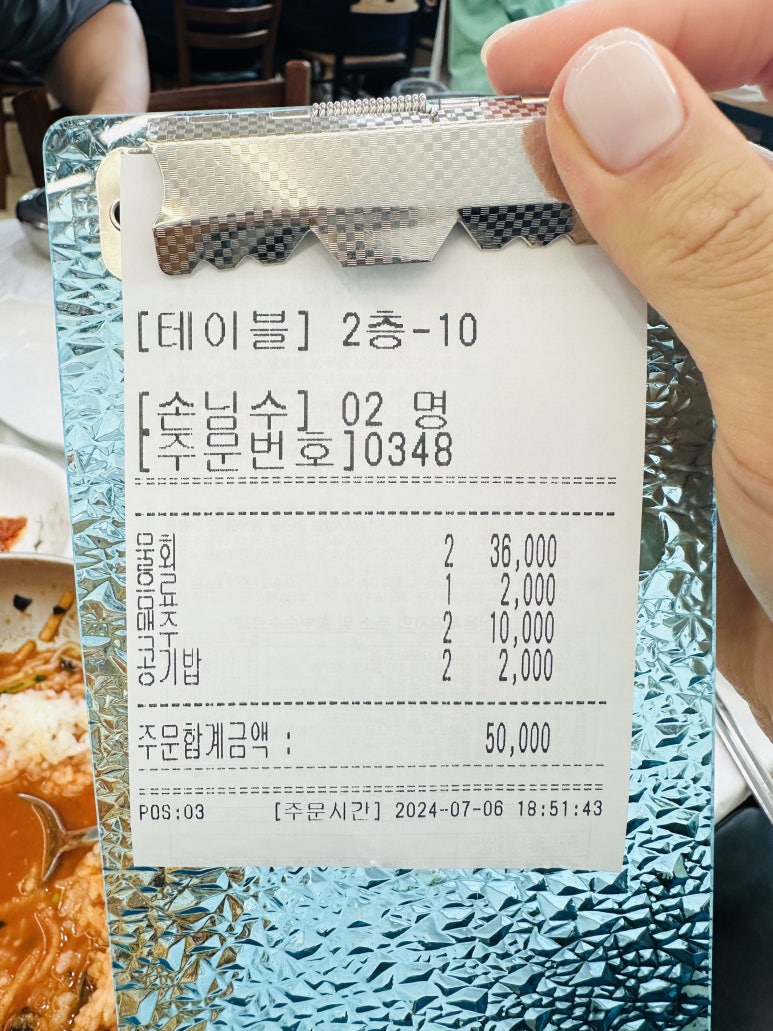 [테이블] 2층-10
[손님수] 02 명
[주문번호]0348
물회 2 36,000
음료 1 2,000
맥주 2 10,000
공기밥 2 2,000
주문합계금액 : 50,000
POS:03 [주문시간] 2024-07-06 18:51:43